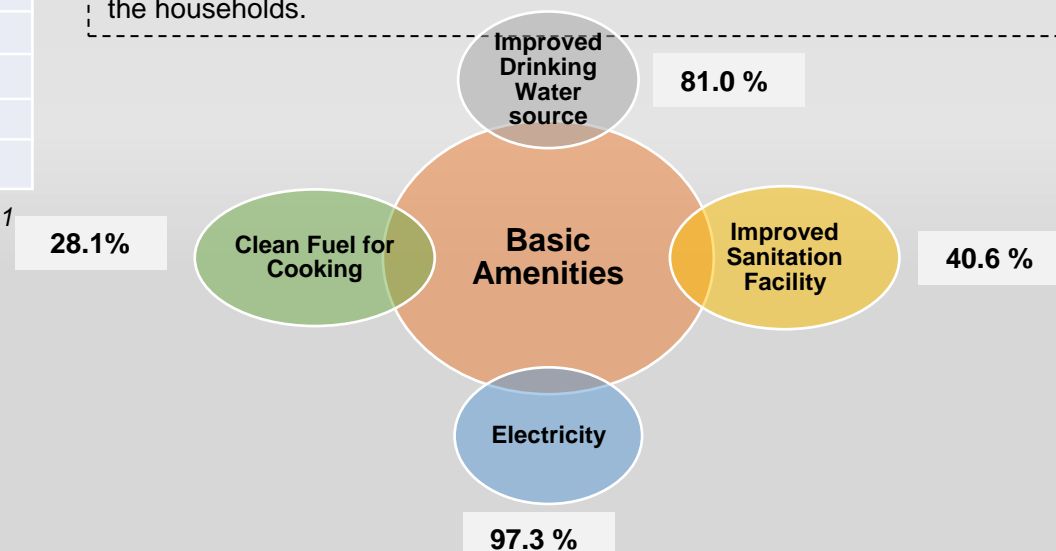 the households.
Improved
Drinking
Water
source
81.0 %
1
28.1%
Clean Fuel for
Cooking
Basic
Amenities
Improved
Sanitation
Facility
40.6 %
Electricity
97.3 %